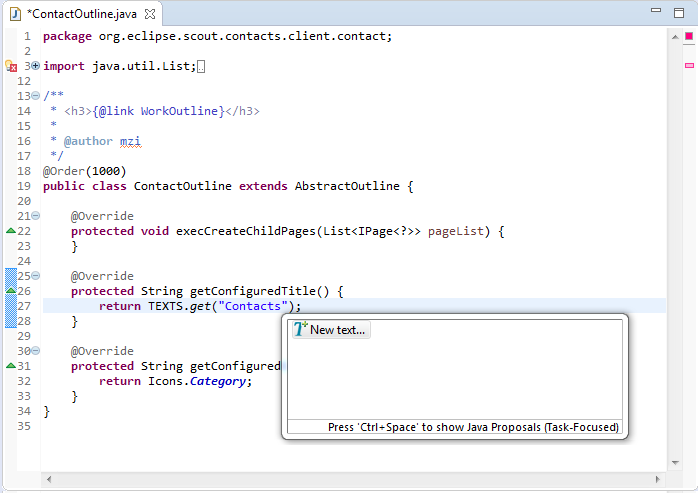 *ContactOutline.java
1 package org.eclipse.scout.contacts.client.contact;
2
3 import java.util.List;
12
13 /**
14  * <h3>{@link WorkOutline}</h3>
15  *
16  * @author mzi
17  */
18 @Order(1000)
19 public class ContactOutline extends AbstractOutline {
20
21     @Override
22     protected void execCreateChildPages(List<IPage<?>> pageList) {
23     }
24
25     @Override
26     protected String getConfiguredTitle() {
27         return TEXTS.get("Contacts");
28     }
29
30     @Override
31     protected String getConfigured
32         return Icons.Category;
33     }
34 }
35
New text...
Press 'Ctrl+Space' to show Java Proposals (Task-Focused)